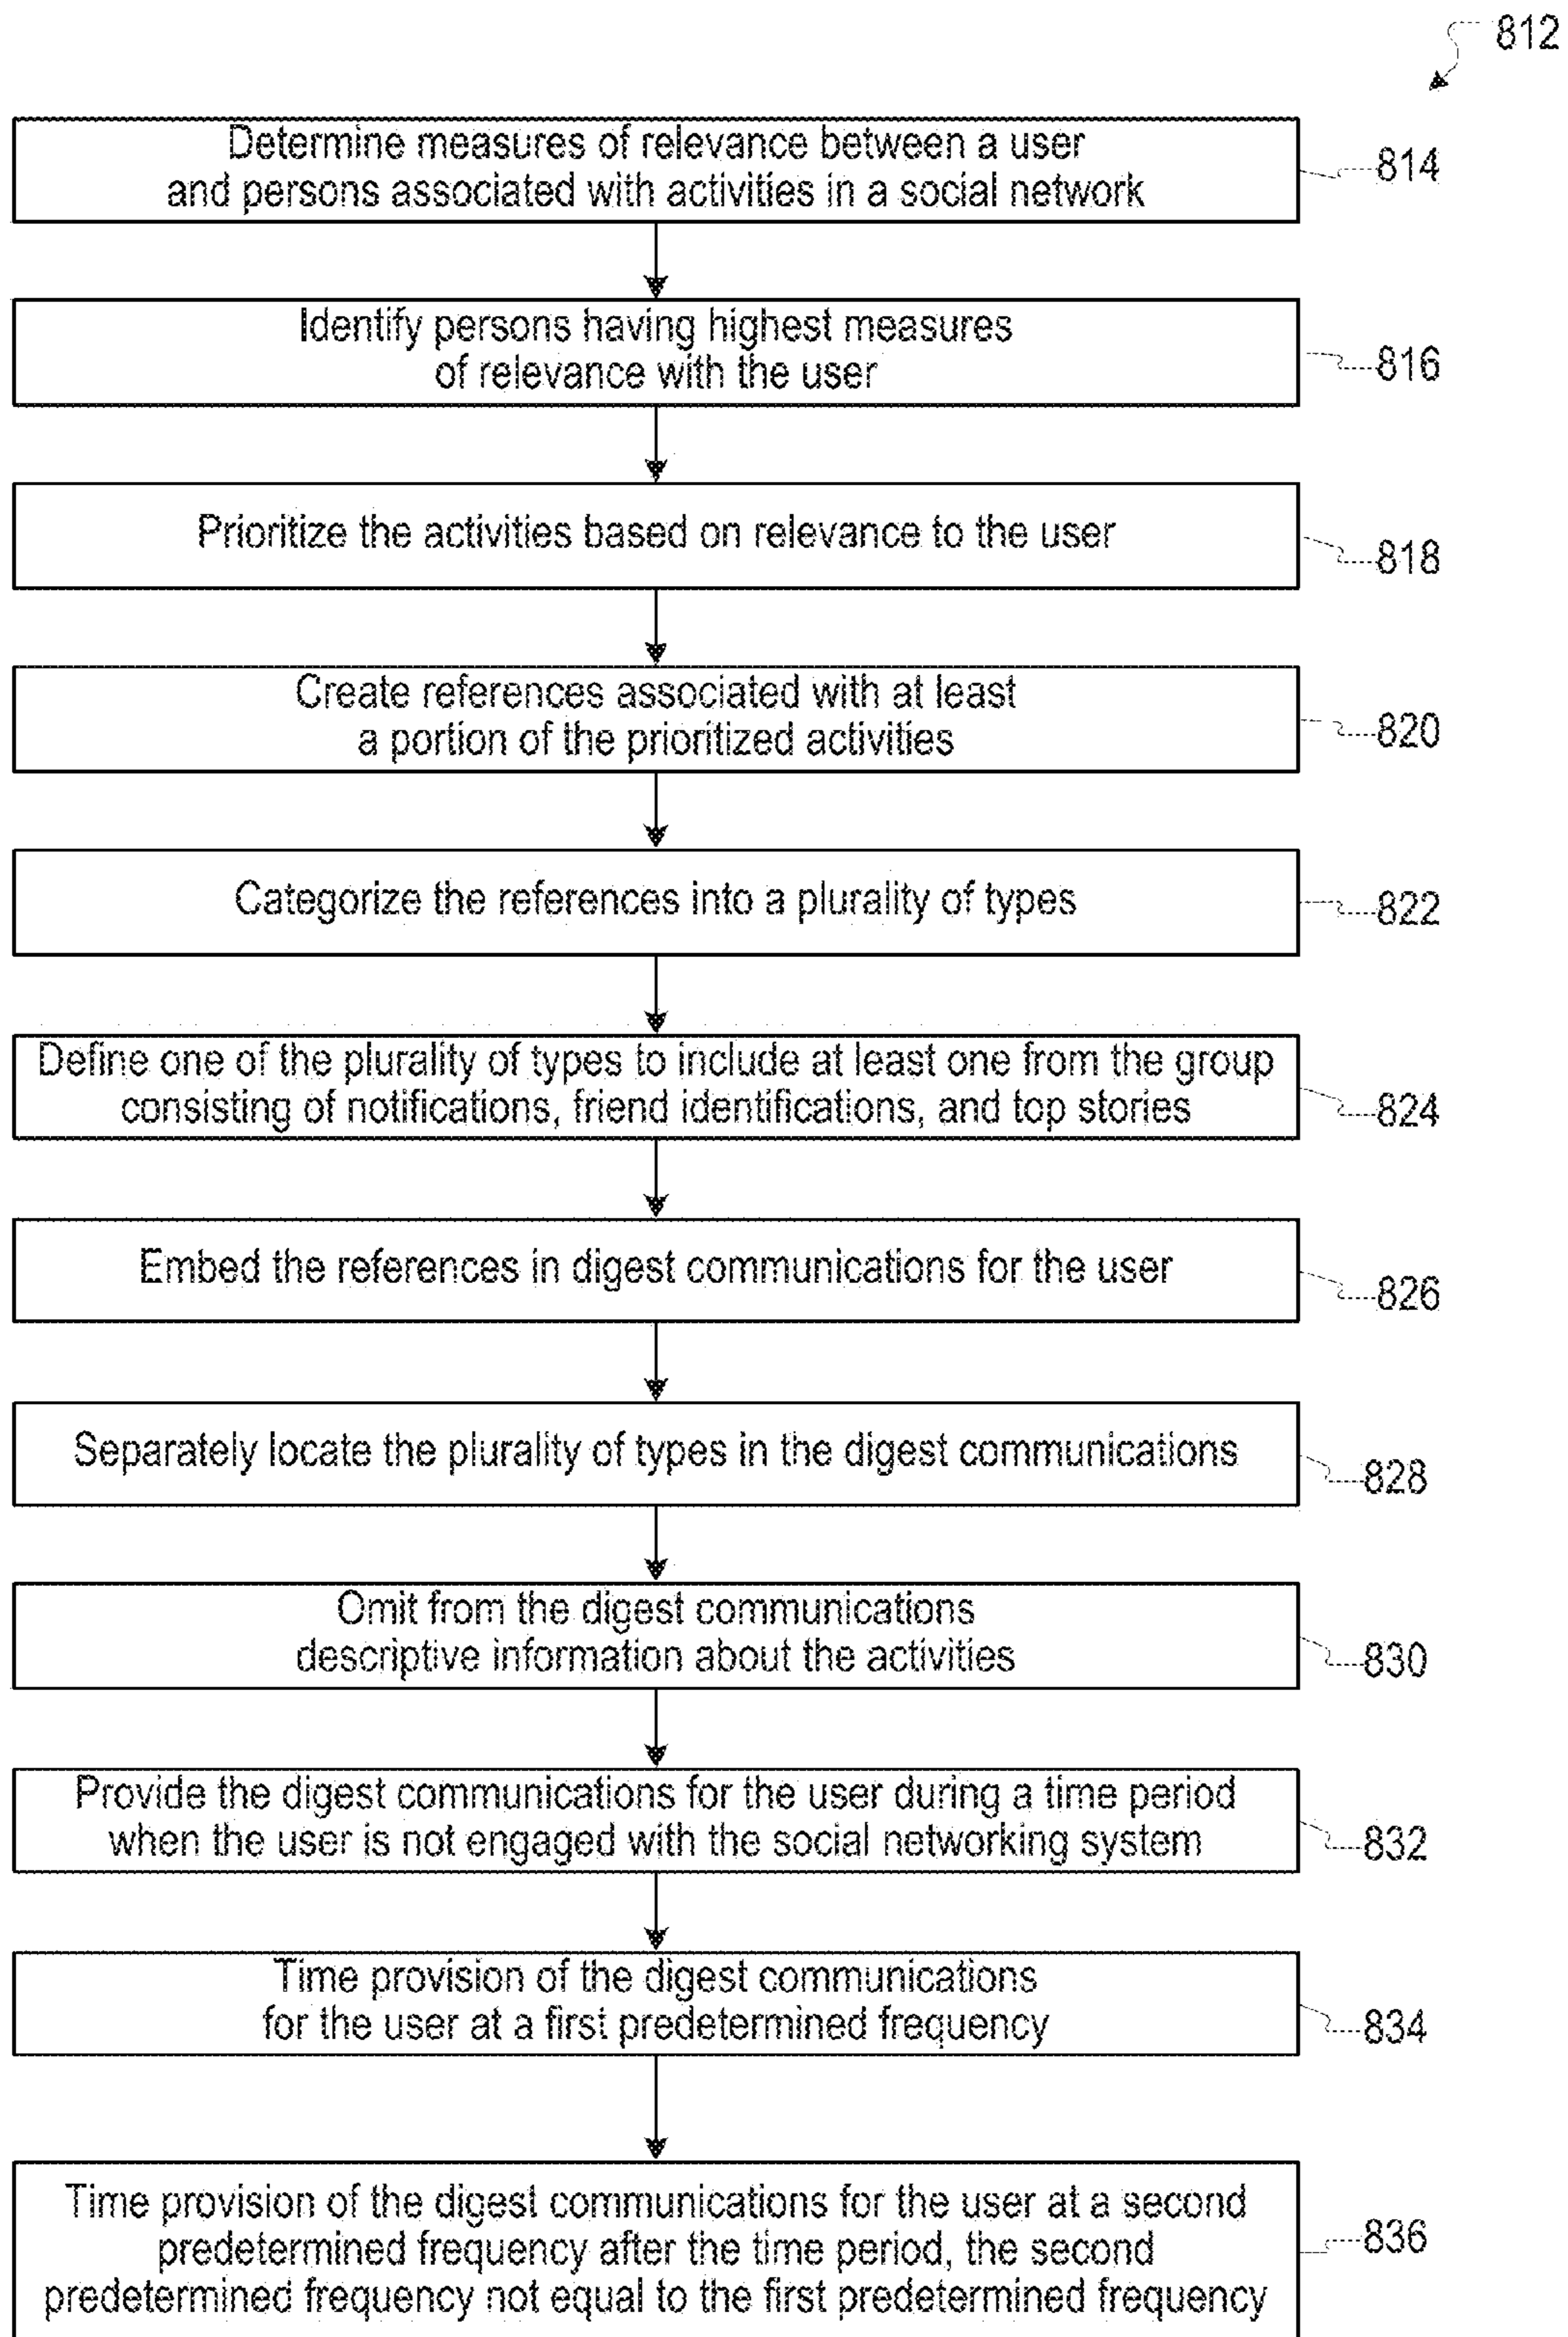 812
Determine measures of relevance between a user
and persons associated with activities in a social network
814
Identify persons having highest measures
of relevance with the user
816
Prioritize the activities based on relevance to the user
818
Create references associated with at least
a portion of the prioritized activities
820
Categorize the references into a plurality of types
822
Define one of the plurality of types to include at least one from the group
consisting of notifications, friend identifications, and top stories
824
Embed the references in digest communications for the user
826
Separately locate the plurality of types in the digest communications
828
Omit from the digest communications
descriptive information about the activities
830
Provide the digest communications for the user during a time period
when the user is not engaged with the social networking system
832
Time provision of the digest communications
for the user at a first predetermined frequency
834
Time provision of the digest communications for the user at a second
predetermined frequency after the time period, the second
predetermined frequency not equal to the first predetermined frequency
836